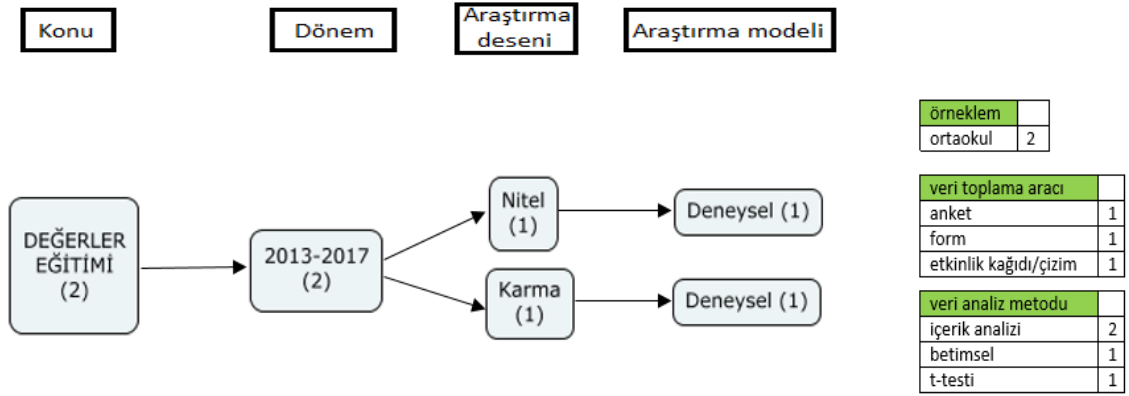 Konu
Dönem
Araştırma
deseni
Araştırma modeli
DEĞERLER
EĞİTİMİ
(2)
2013-2017
(2)
Nitel
(1)
Deneysel (1)
Karma
(1)
Deneysel (1)
örneklem
ortaokul 2
veri toplama aracı
anket 1
form 1
etkinlik kağıdı/çizim 1
veri analiz metodu
içerik analizi 2
betimsel 1
t-testi 1